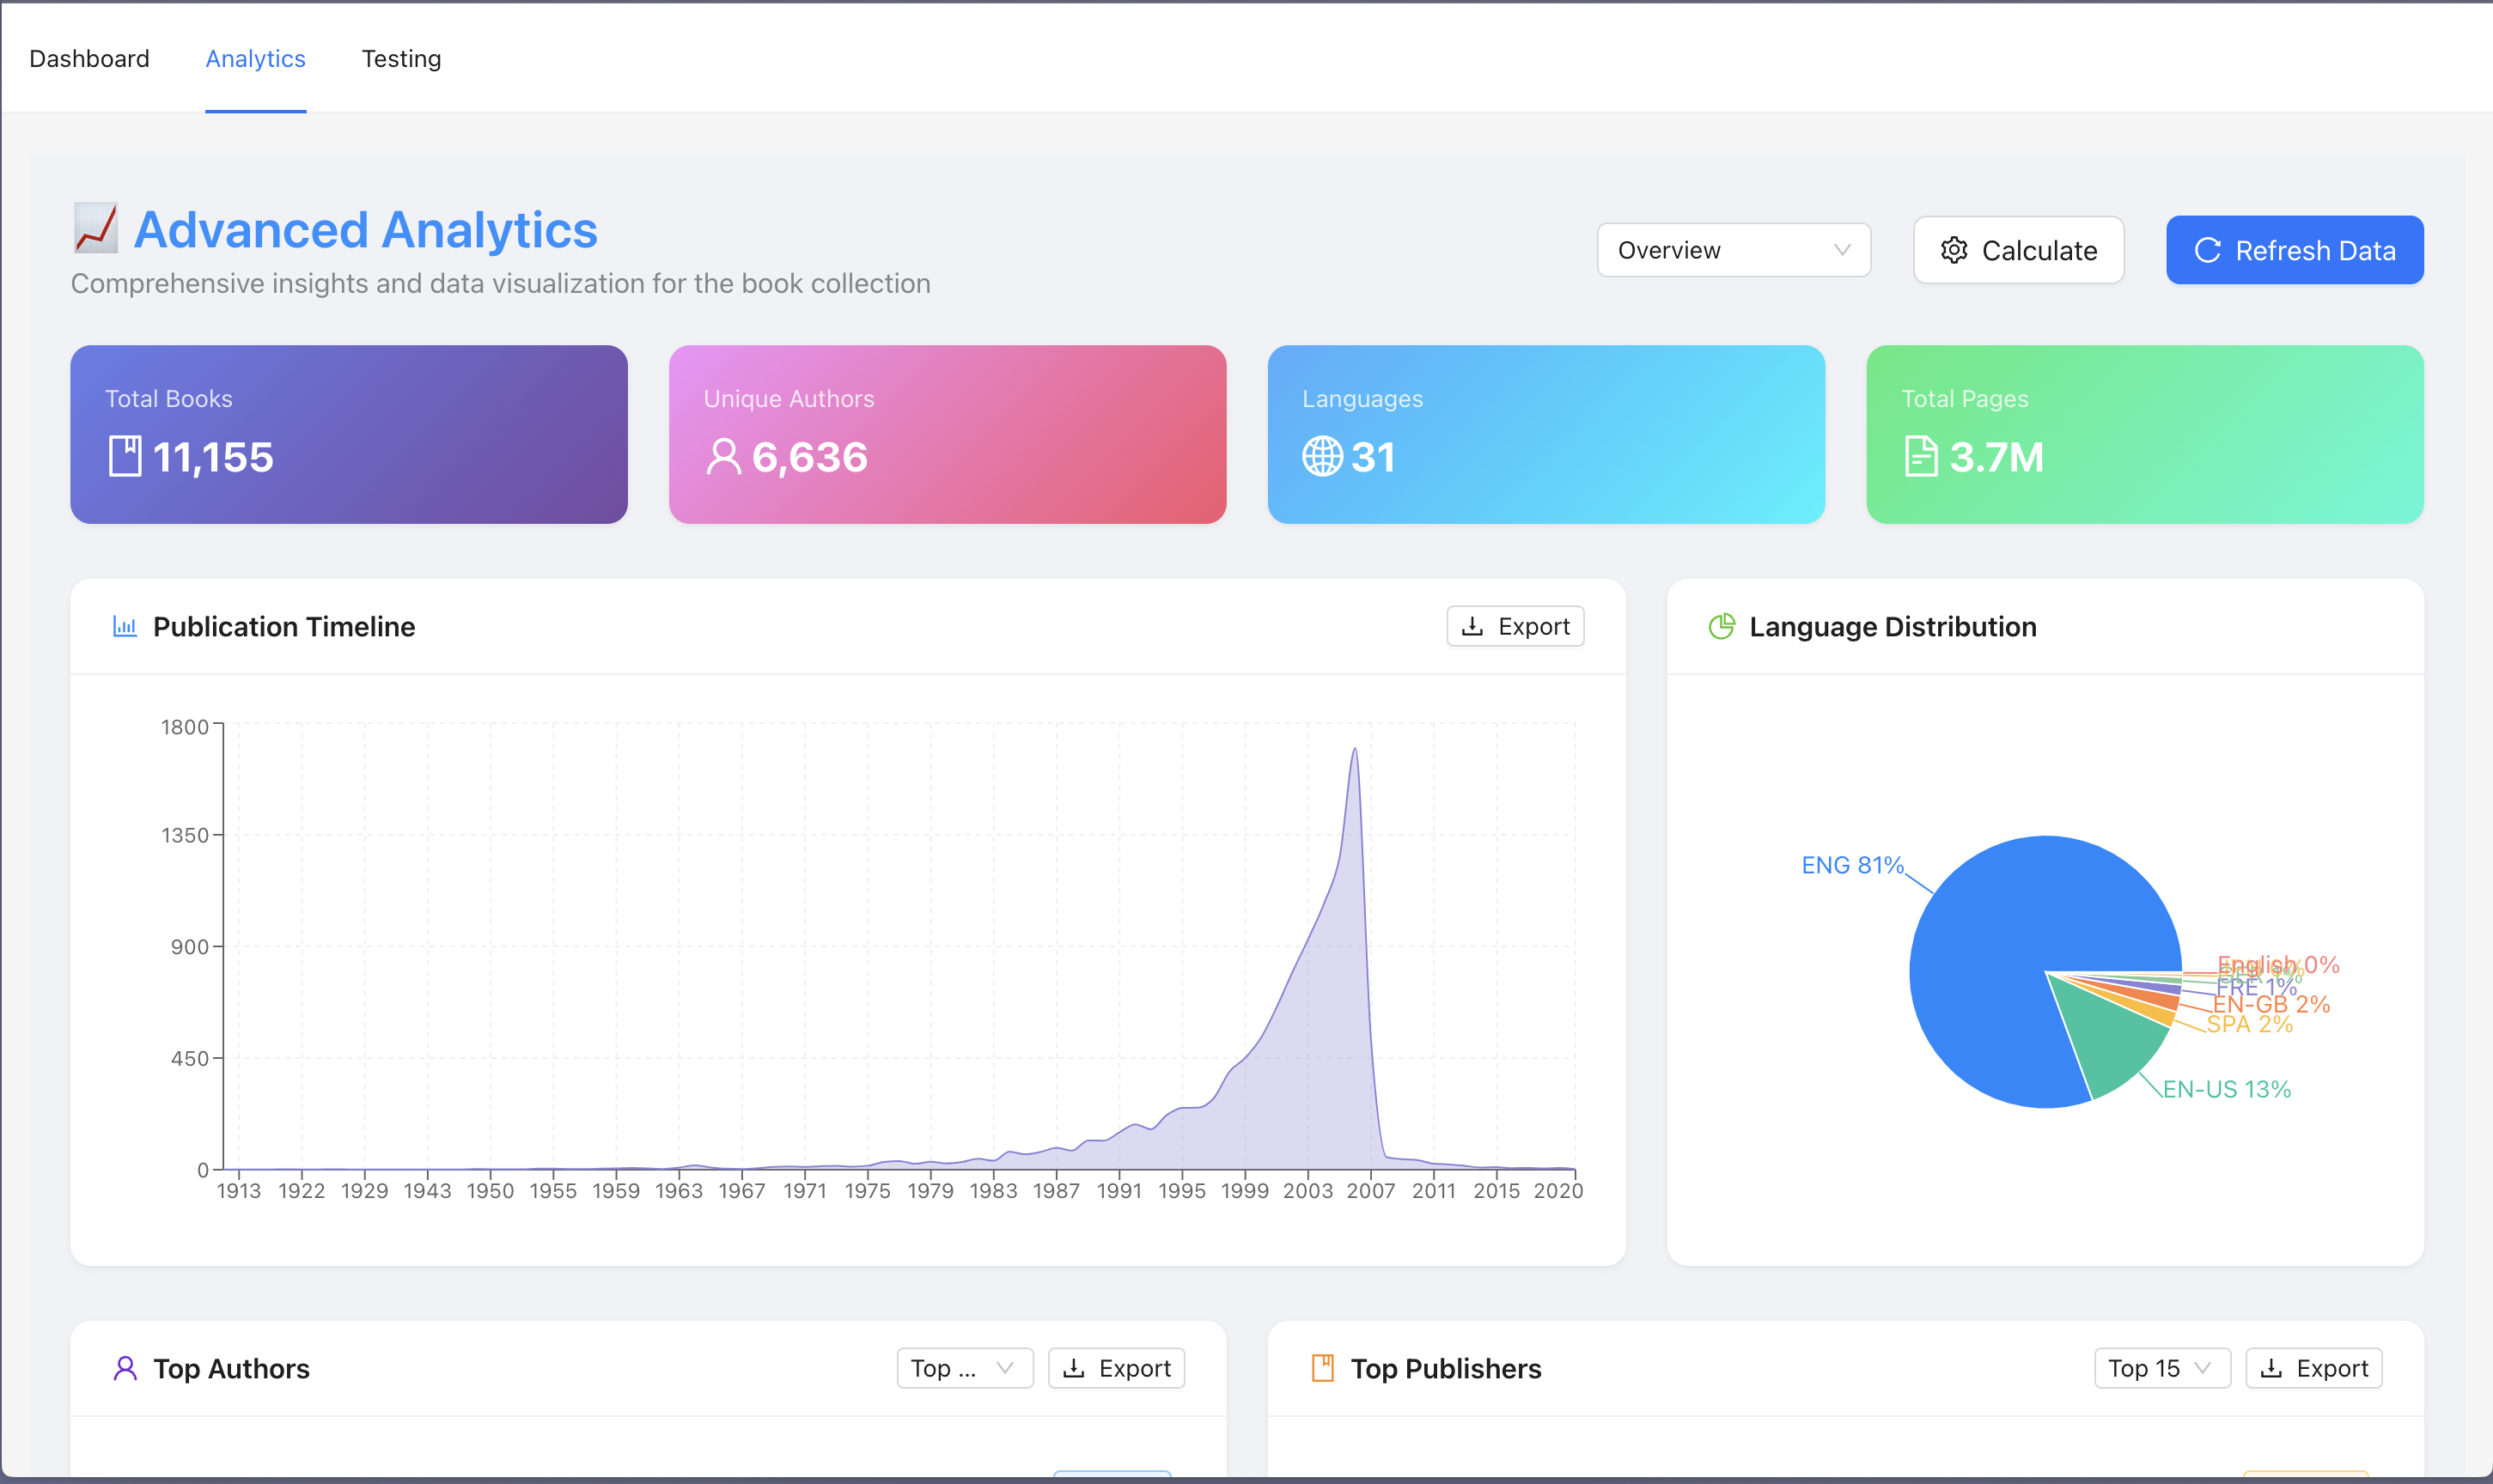 Dashboard
Analytics
Testing
Advanced Analytics
Comprehensive insights and data visualization for the book collection
Overview
Calculate
Refresh Data
Total Books
11,155
Unique Authors
6,636
Languages
31
Total Pages
3.7M
Publication Timeline
Export
1800
1350
900
450
0
1913 1922 1929 1943 1950 1955 1959 1963 1967 1971 1975 1979 1983 1987 1991 1995 1999 2003 2007 2011 2015 2020
Language Distribution
ENG 81%
English 0%
FRE 1%
EN-GB 2%
SPA 2%
EN-US 13%
Top Authors
Top ...
Export
Top Publishers
Top 15
Export